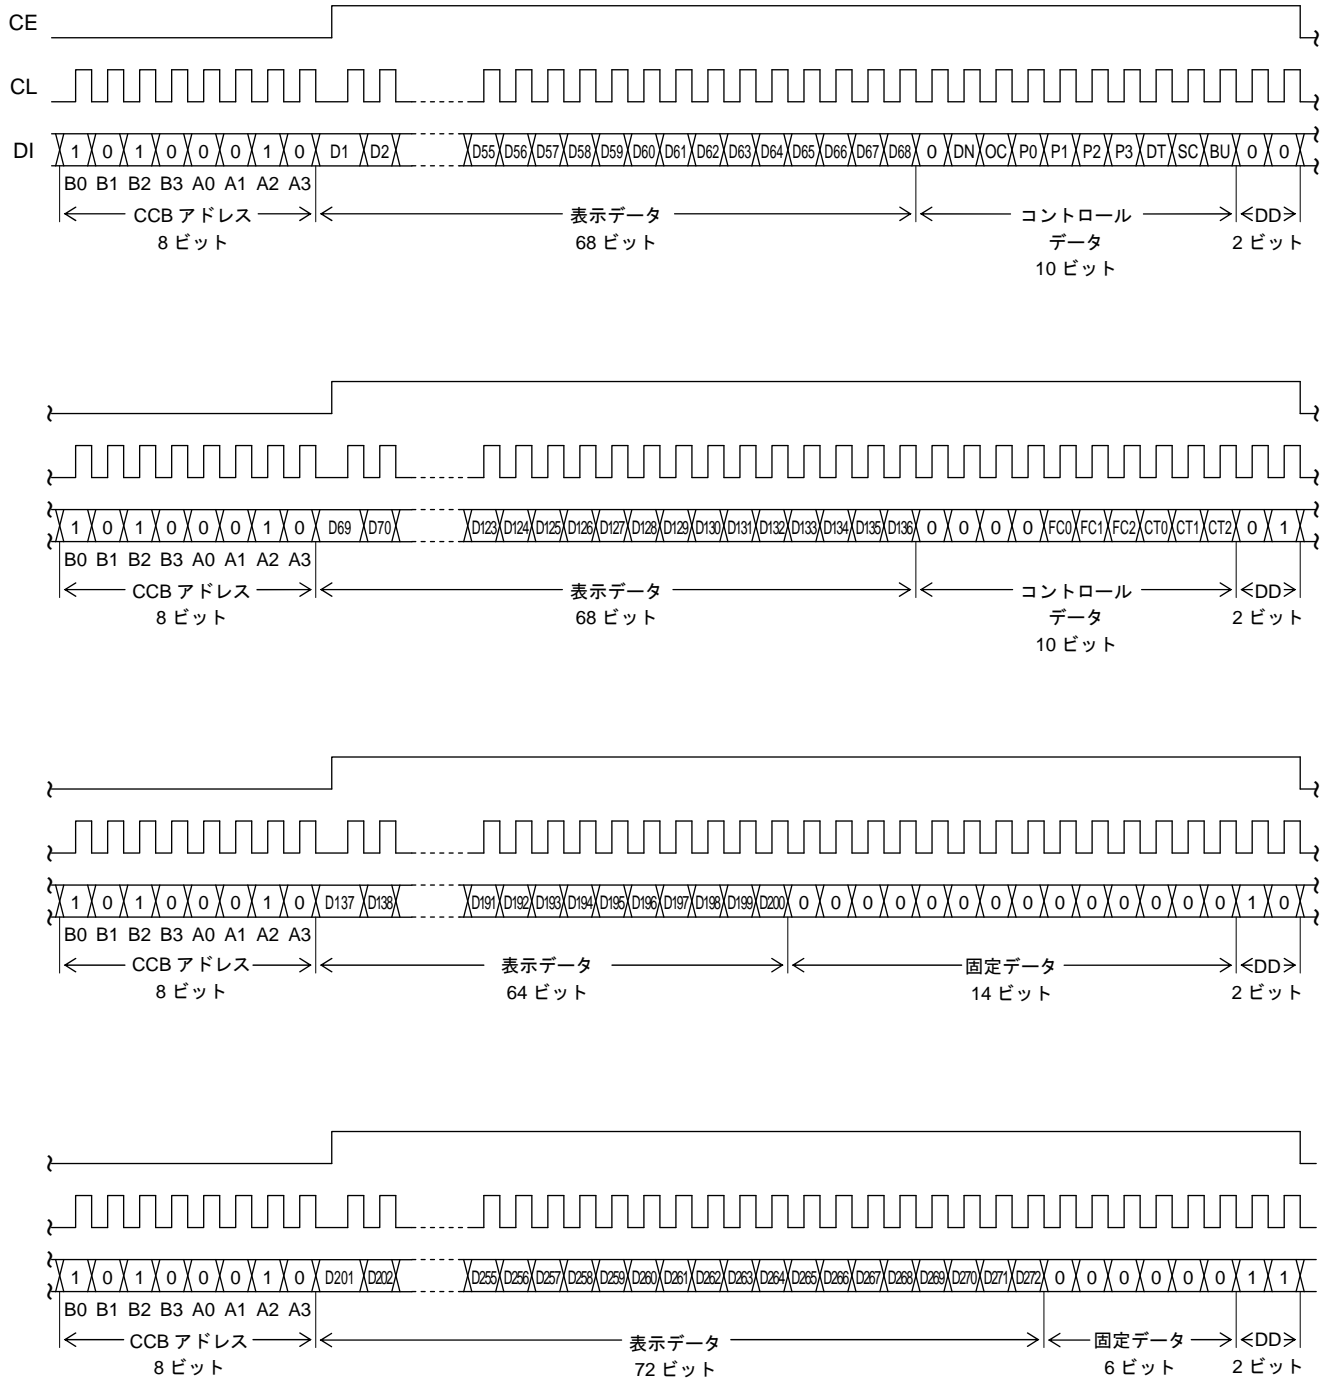 CE
CL
DI 1 0 1 0 0 0 1 0 D1 D2 D55 D56 D57 D58 D59 D60 D61 D62 D63 D64 D65 D66 D67 D68 0 DN OC P0 P1 P2 P3 DT SC BU 0 0
B0 B1 B2 B3 A0 A1 A2 A3
CCB アドレス 表示データ コントロール DD
8 ビット 68 ビット データ 2 ビット
10 ビット
1 0 1 0 0 0 1 0 D69 D70 D123 D124 D125 D126 D127 D128 D129 D130 D131 D132 D133 D134 D135 D136 0 0 0 0 FC0 FC1 FC2 CT0 CT1 CT2 0 1
B0 B1 B2 B3 A0 A1 A2 A3
CCB アドレス 表示データ コントロール DD
8 ビット 68 ビット データ 2 ビット
10 ビット
1 0 1 0 0 0 1 0 D137 D138 D191 D192 D193 D194 D195 D196 D197 D198 D199 D200 0 0 0 0 0 0 0 0 0 0 0 0 0 0 1 0
B0 B1 B2 B3 A0 A1 A2 A3
CCB アドレス 表示データ 固定データ DD
8 ビット 64 ビット 14 ビット 2 ビット
1 0 1 0 0 0 1 0 D201 D202 D255 D256 D257 D258 D259 D260 D261 D262 D263 D264 D265 D266 D267 D268 D269 D270 D271 D272 0 0 0 0 0 0 1 1
B0 B1 B2 B3 A0 A1 A2 A3
CCB アドレス 表示データ 固定データ DD
8 ビット 72 ビット 6 ビット 2 ビット